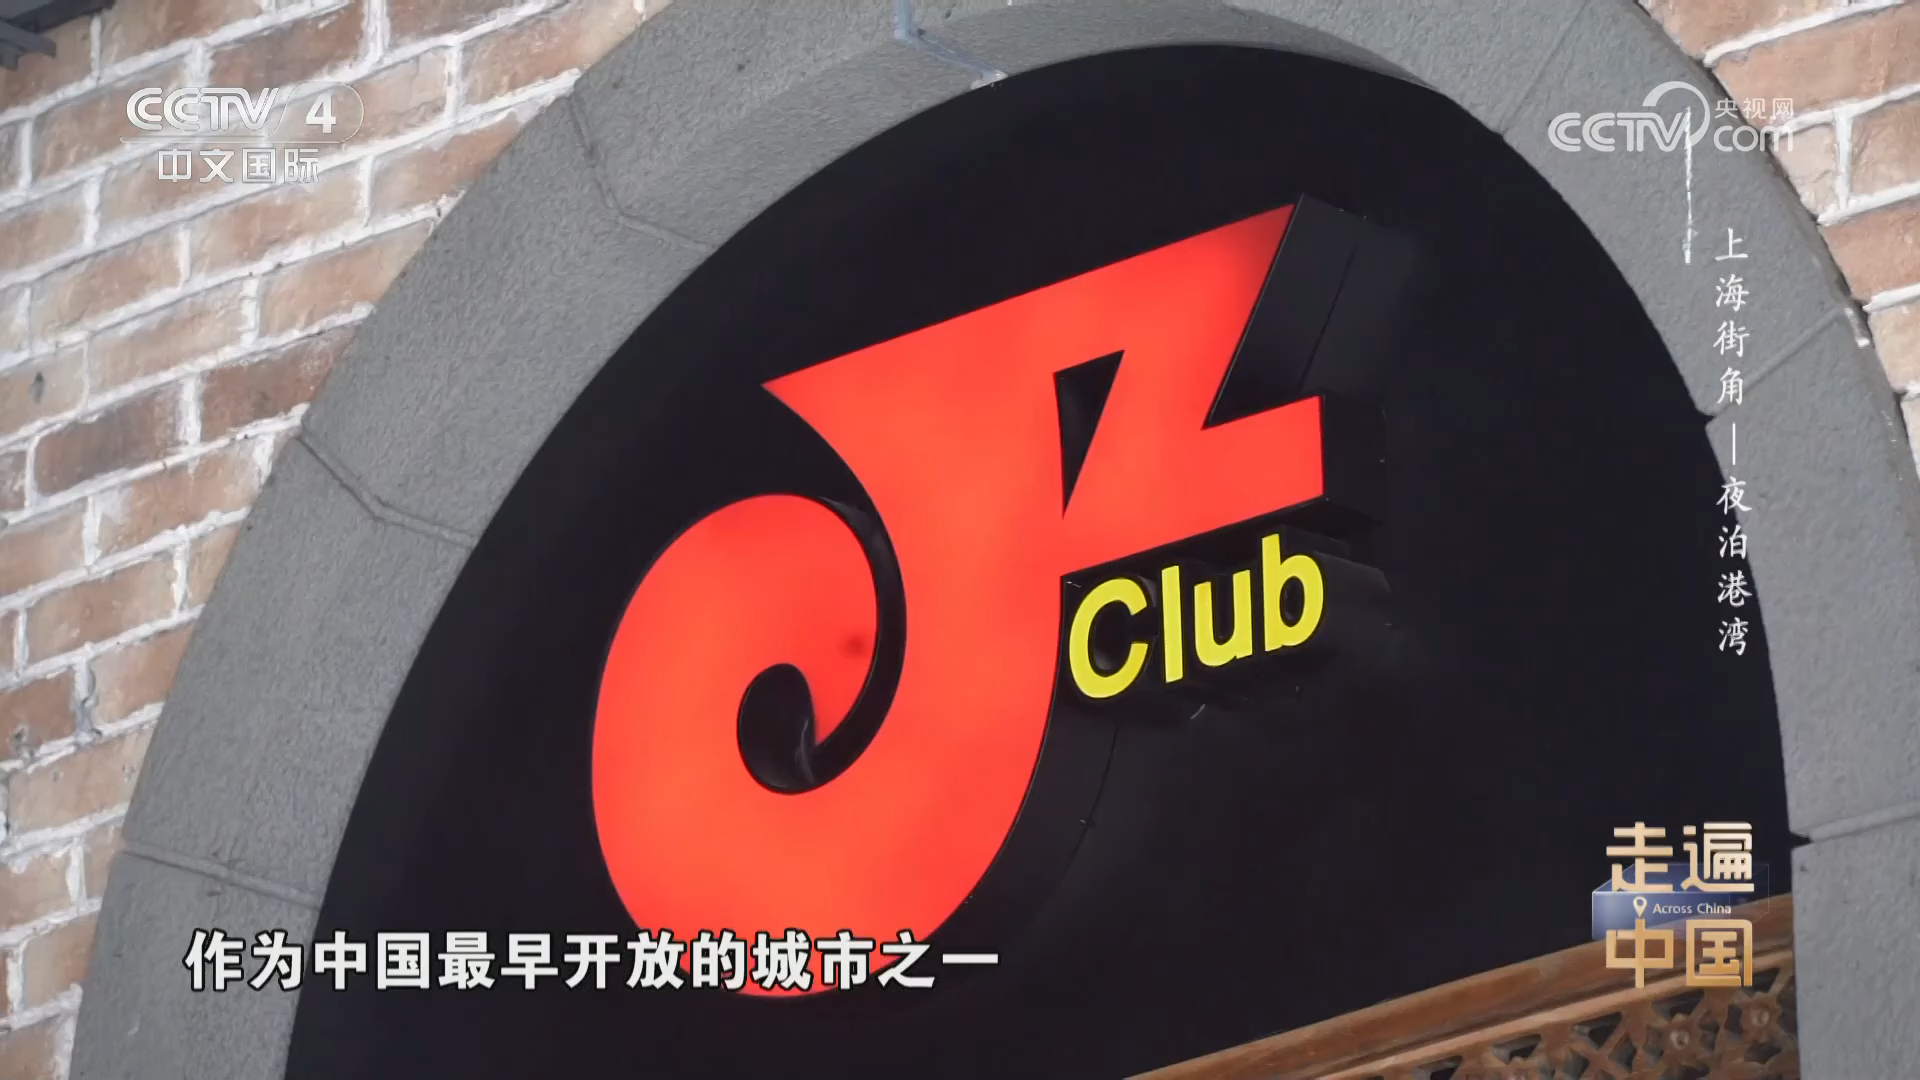 CCTV 4
中文国际
央视网
CCTV.com
上海街角—夜泊港湾
JZ
Club
走遍
Across China
中国
作为中国最早开放的城市之一